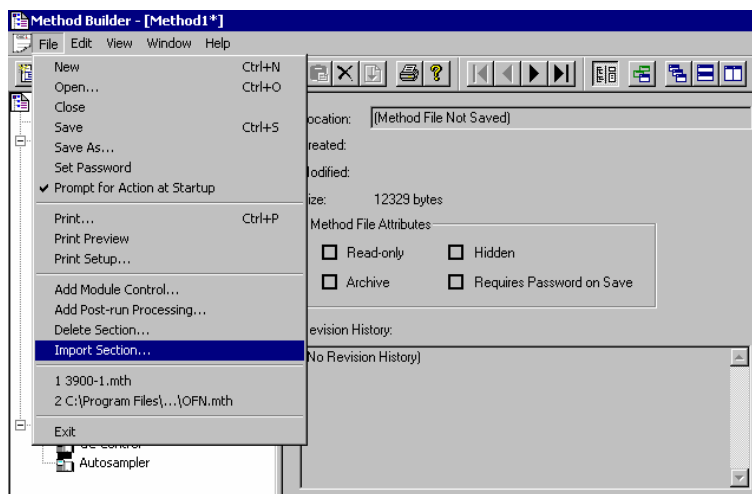 Method Builder - [Method1*]
File Edit View Window Help
New Ctrl+N
Open... Ctrl+O
Close
Save Ctrl+S
Save As...
Set Password
Prompt for Action at Startup
Print... Ctrl+P
Print Preview
Print Setup...
Add Module Control...
Add Post-run Processing...
Delete Section...
Import Section...
1 3900-1.mth
2 C:\Program Files\...\OFN.mth
Exit
Autosampler
ocation: (Method File Not Saved)
reated:
odified:
ize: 12329 bytes
Method File Attributes
Read-only Hidden
Archive Requires Password on Save
evision History:
No Revision History)